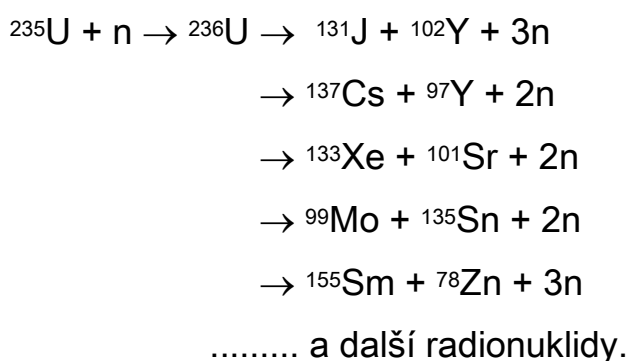 ²³⁵U + n → ²³⁶U → ¹³¹J + ¹⁰²Y + 3n
→ ¹³⁷Cs + ⁹⁷Y + 2n
→ ¹³³Xe + ¹⁰¹Sr + 2n
→ ⁹⁹Mo + ¹³⁵Sn + 2n
→ ¹⁵⁵Sm + ⁷⁸Zn + 3n
......... a další radionuklidy.